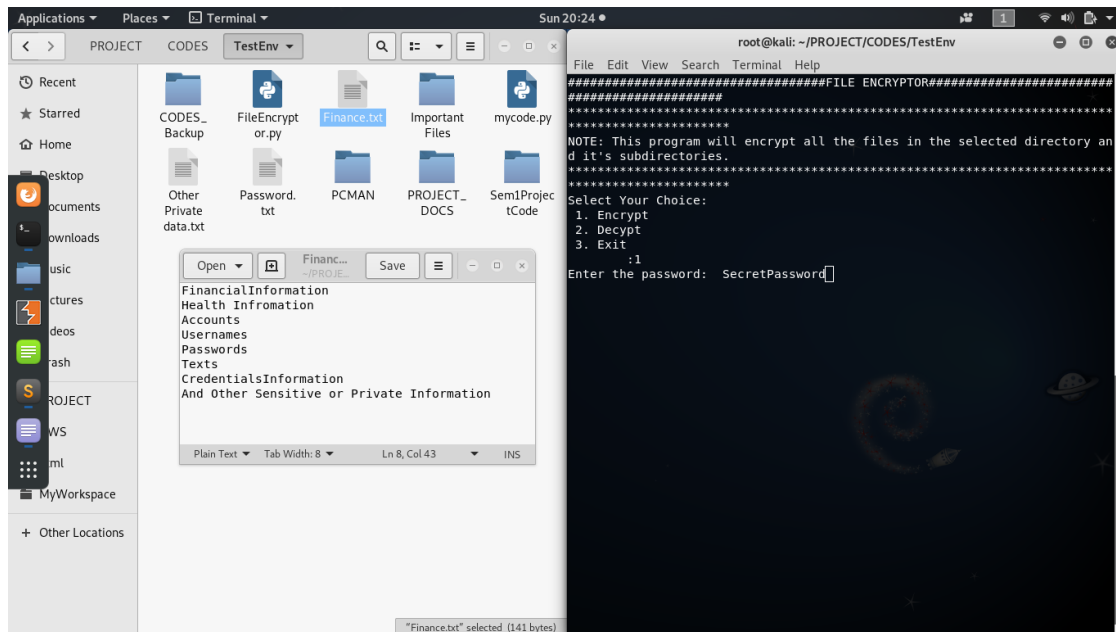 Applications Places Terminal Sun 20:24 1
PROJECT CODES TestEnv
Recent
Starred
Home
Desktop
ocuments
ownloads
usic
ctures
deos
rash
ROJECT
WS
ml
MyWorkspace
+ Other Locations
CODES_
Backup
FileEncrypt
or.py
Finance.txt
Important
Files
mycode.py
Other
Private
data.txt
Password.
txt
PCMAN
PROJECT_
DOCS
Sem1Projec
tCode
Open Financ... Save
~/PROJE...
FinancialInformation
Health Infromation
Accounts
Usernames
Passwords
Texts
CredentialsInformation
And Other Sensitive or Private Information
Plain Text Tab Width: 8 Ln 8, Col 43 INS
"Finance.txt" selected (141 bytes)
root@kali: ~/PROJECT/CODES/TestEnv
File Edit View Search Terminal Help
###################################FILE ENCRYPTOR#########################
#####################
***************************************************************************
**********************
NOTE: This program will encrypt all the files in the selected directory an
d it's subdirectories.
***************************************************************************
**********************
Select Your Choice:
1. Encrypt
2. Decypt
3. Exit
:1
Enter the password: SecretPassword